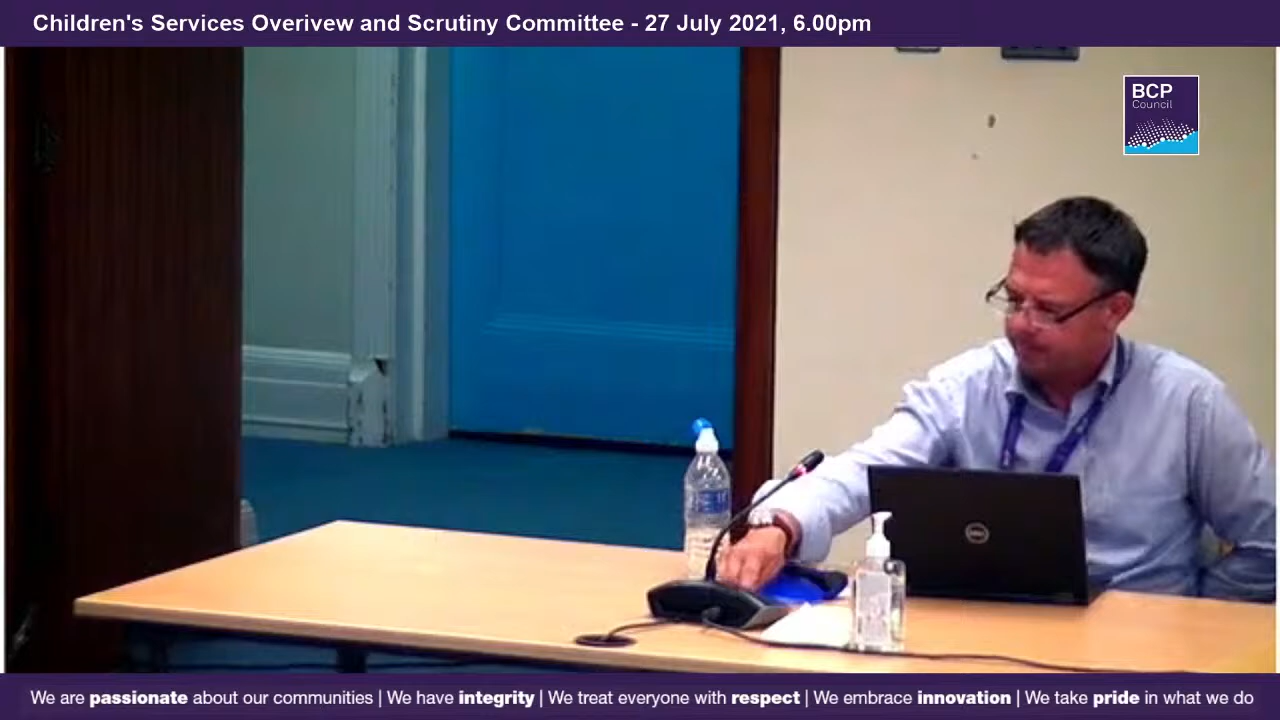 Children's Services Overivew and Scrutiny Committee - 27 July 2021, 6.00pm
BCP
Council
DELL
We are passionate about our communities | We have integrity | We treat everyone with respect | We embrace innovation | We take pride in what we do